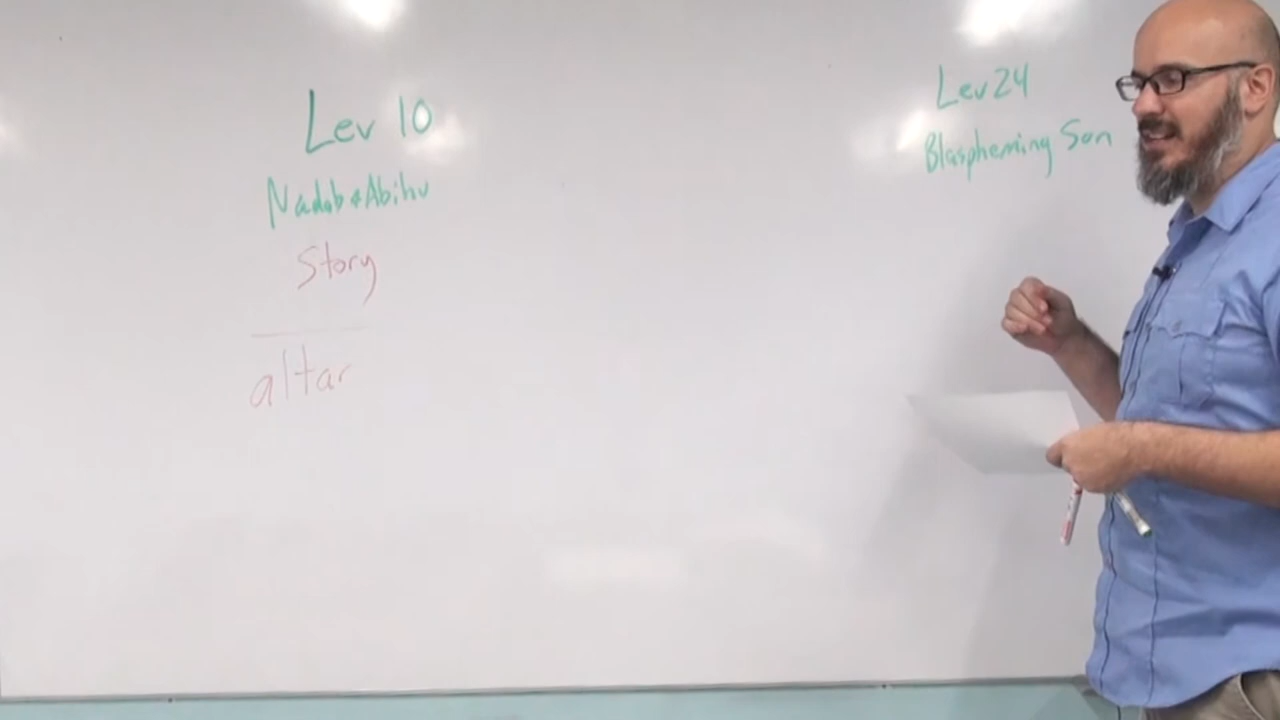 Lev 10
Nadab & Abihu
Story
altar
Lev 24
Blaspheming Son